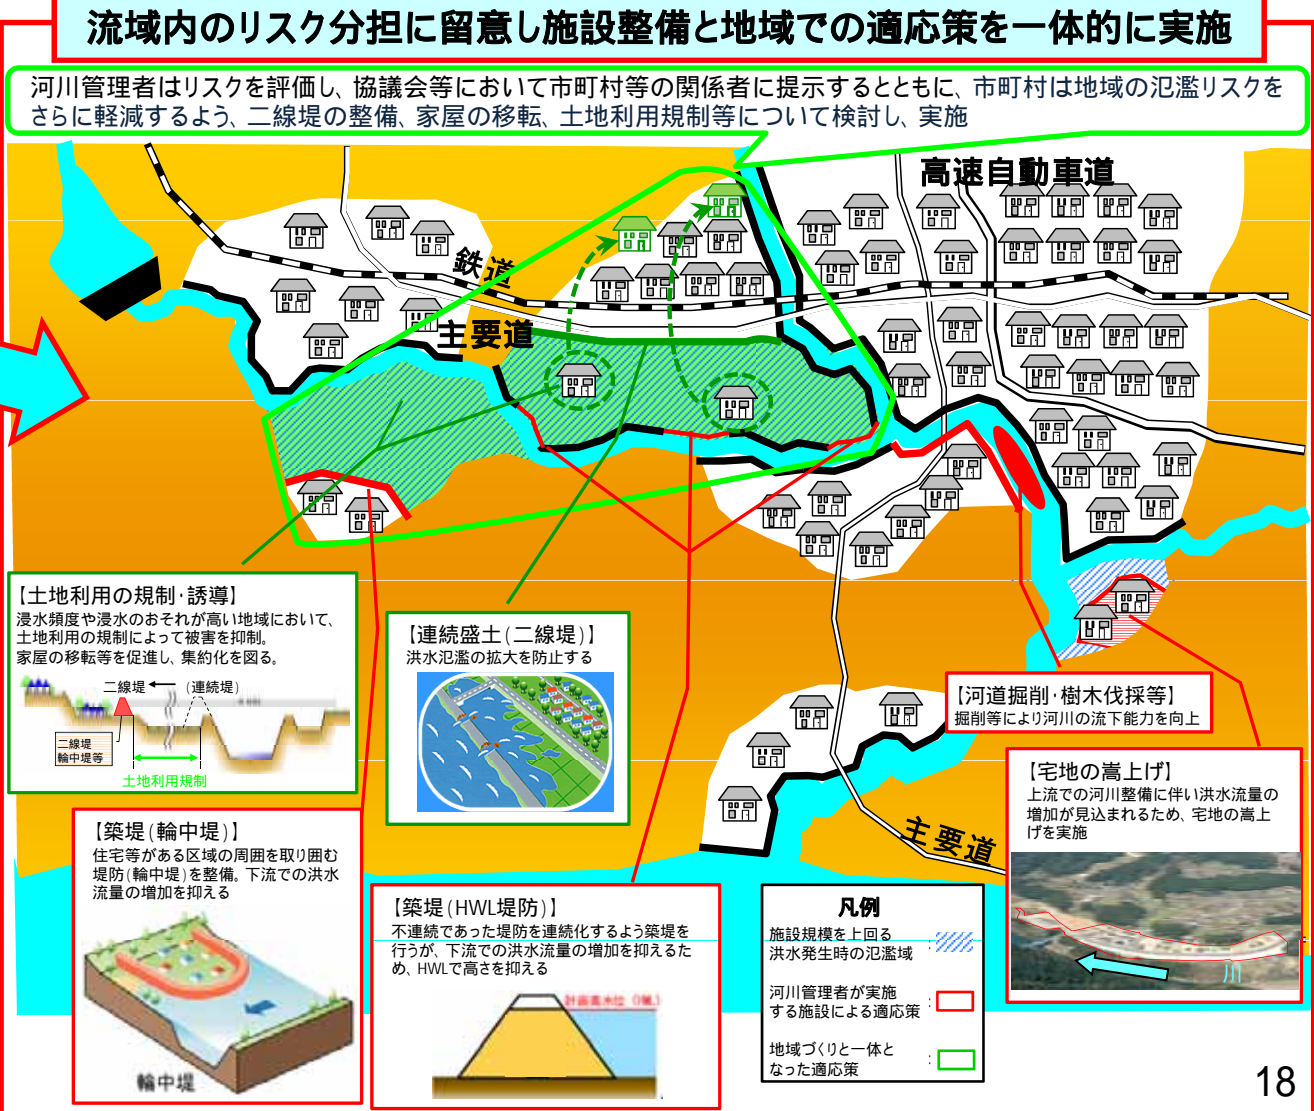 流域内のリスク分担に留意し施設整備と地域での適応策を一体的に実施
河川管理者はリスクを評価し、協議会等において市町村等の関係者に提示するとともに、市町村は地域の氾濫リスクを
さらに軽減するよう、二線堤の整備、家屋の移転、土地利用規制等について検討し、実施
高速自動車道
鉄道
主要道
【土地利用の規制・誘導】
浸水頻度や浸水のおそれが高い地域において、
土地利用の規制によって被害を抑制。
家屋の移転等を促進し、集約化を図る。
二線堤
(連続堤)
二線堤
輪中堤等
土地利用規制
【連続盛土(二線堤)】
洪水氾濫の拡大を防止する
【河道掘削・樹木伐採等】
掘削等により河川の流下能力を向上
【宅地の嵩上げ】
上流での河川整備に伴い洪水流量の
増加が見込まれるため、宅地の嵩上
げを実施
川
主要道
【築堤(輪中堤)】
住宅等がある区域の周囲を取り囲む
堤防(輪中堤)を整備。下流での洪水
流量の増加を抑える
輪中堤
【築堤(HWL堤防)】
不連続であった堤防を連続化するよう築堤を
行うが、下流での洪水流量の増加を抑えるた
め、HWLで高さを抑える
計画高水位(HWL)
凡例
施設規模を上回る
洪水発生時の氾濫域
:
河川管理者が実施
する施設による適応策
:
地域づくりと一体と
なった適応策
:
18